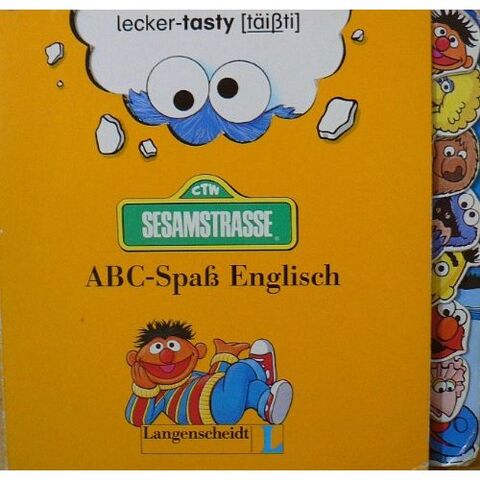 lecker-tasty [täißti]
CTW
SESAMSTRASSE®
ABC-Spaß Englisch
Langenscheidt L